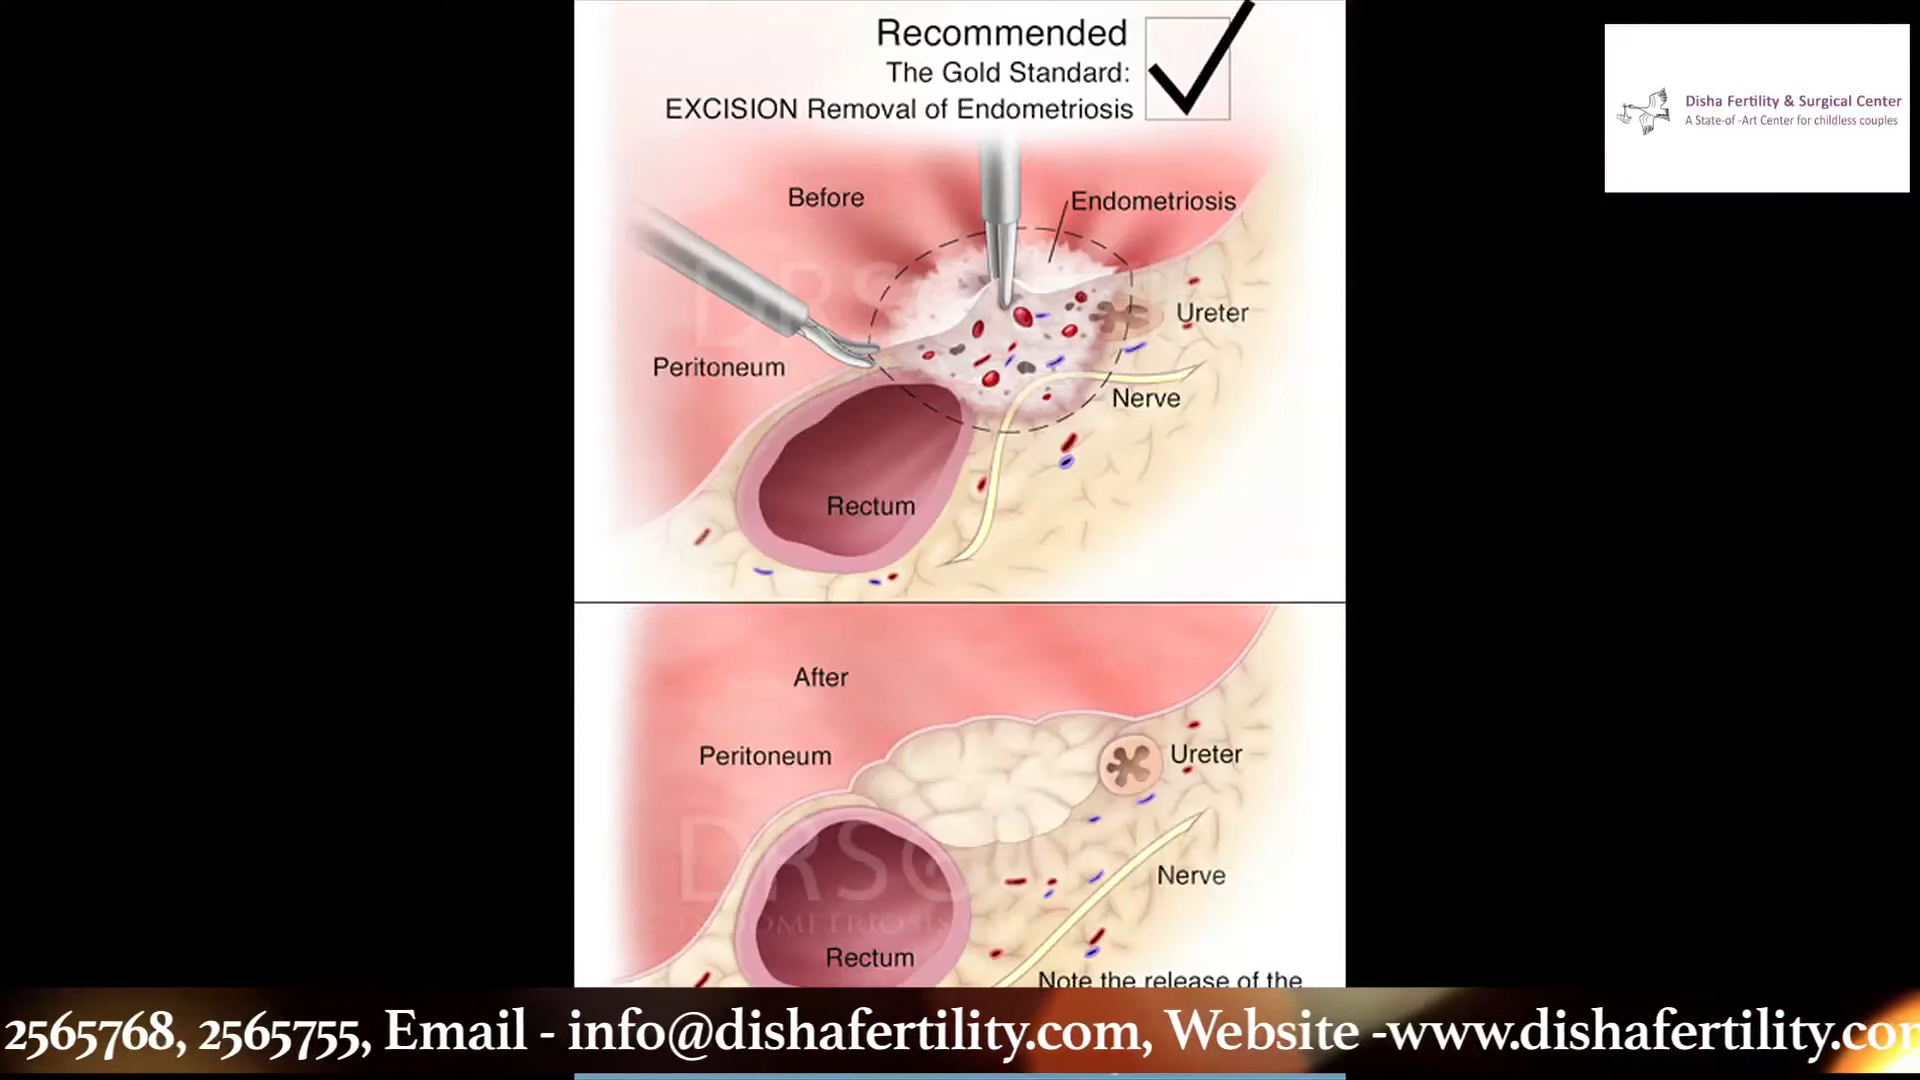 Recommended
The Gold Standard:
EXCISION Removal of Endometriosis
Disha Fertility & Surgical Center
A State-of -Art Center for childless couples
Before
Endometriosis
Ureter
Peritoneum
Nerve
Rectum
After
Peritoneum
Ureter
Nerve
Rectum
Note the release of the
2565768, 2565755, Email - info@dishafertility.com, Website -www.dishafertility.com